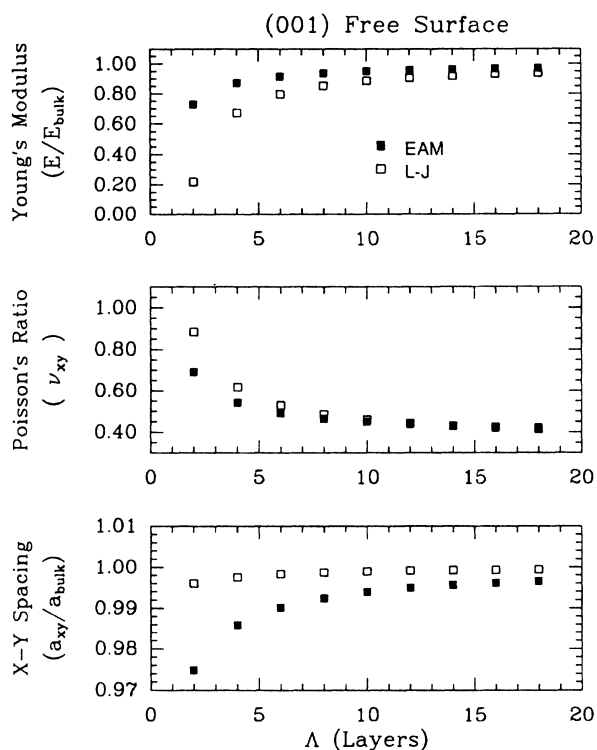 (001) Free Surface
Young's Modulus
(E/E_bulk)
1.00
0.80
0.60
0.40
0.20
0.00
■ EAM
□ L-J
0 5 10 15 20
Poisson's Ratio
( ν_xy )
1.00
0.80
0.60
0.40
0 5 10 15 20
X-Y Spacing
(a_xy/a_bulk)
1.01
1.00
0.99
0.98
0.97
0 5 10 15 20
Λ (Layers)